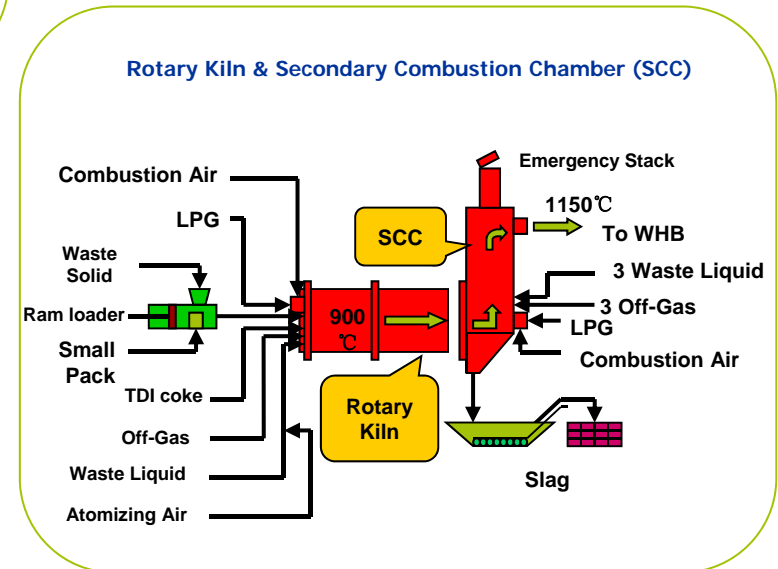 Rotary Kiln & Secondary Combustion Chamber (SCC)
Emergency Stack
Combustion Air
1150℃
LPG
SCC
To WHB
Waste
Solid
3 Waste Liquid
3 Off-Gas
Ram loader
900
℃
LPG
Small
Pack
Combustion Air
TDI coke
Rotary
Kiln
Off-Gas
Waste Liquid
Slag
Atomizing Air